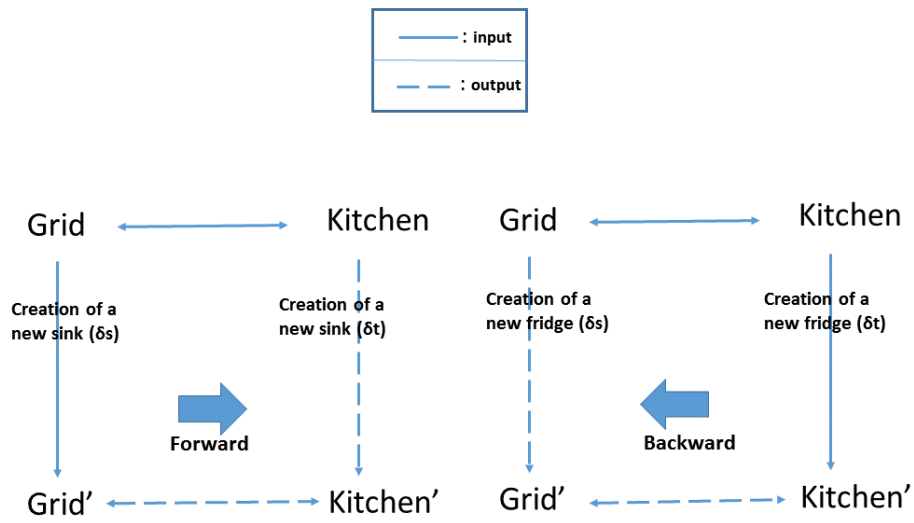 : input
: output
Grid
Kitchen
Grid
Kitchen
Creation of a
new sink (δs)
Creation of a
new sink (δt)
Creation of a
new fridge (δs)
Creation of a
new fridge (δt)
Forward
Backward
Grid’
Kitchen’
Grid’
Kitchen’